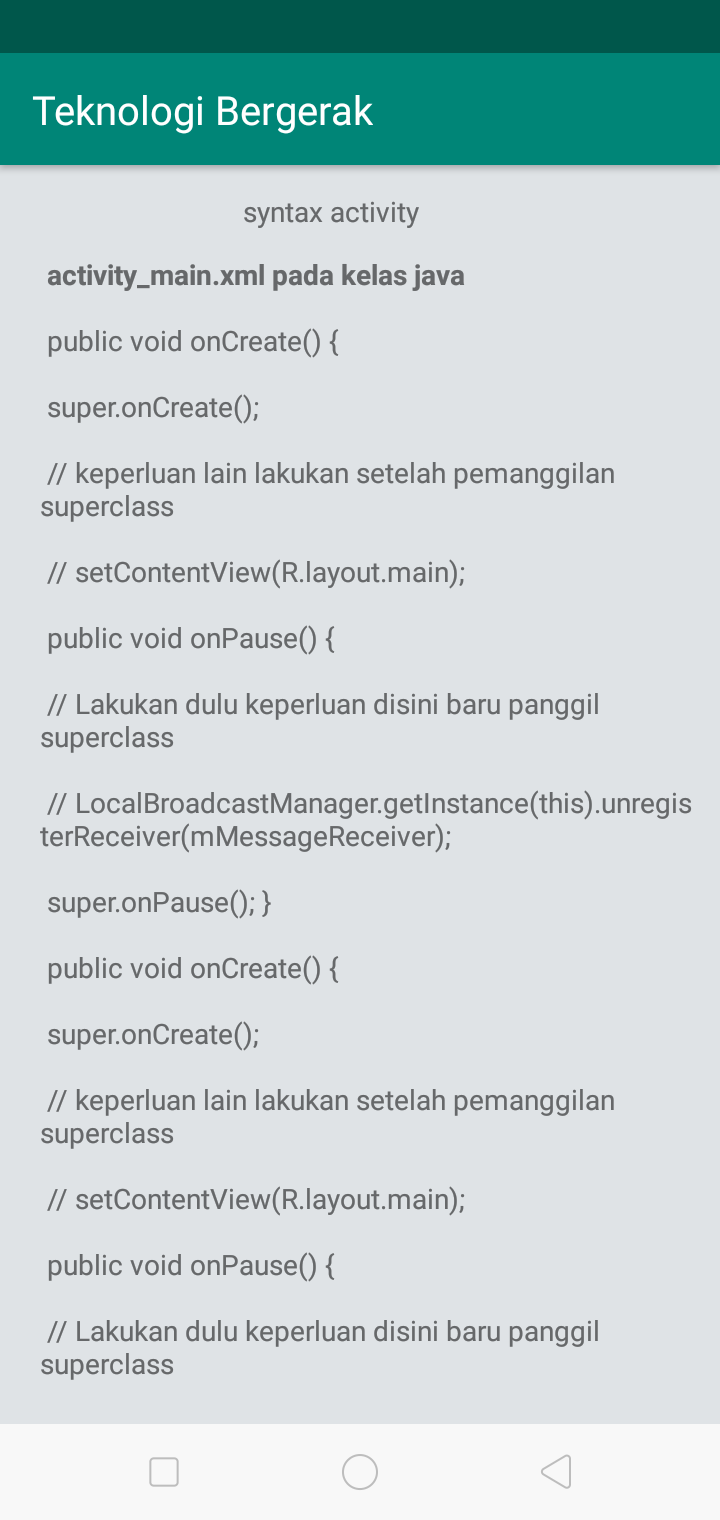 Teknologi Bergerak
syntax activity
activity_main.xml pada kelas java
public void onCreate() {
super.onCreate();
// keperluan lain lakukan setelah pemanggilan
superclass
// setContentView(R.layout.main);
public void onPause() {
// Lakukan dulu keperluan disini baru panggil
superclass
// LocalBroadcastManager.getInstance(this).unregis
terReceiver(mMessageReceiver);
super.onPause(); }
public void onCreate() {
super.onCreate();
// keperluan lain lakukan setelah pemanggilan
superclass
// setContentView(R.layout.main);
public void onPause() {
// Lakukan dulu keperluan disini baru panggil
superclass